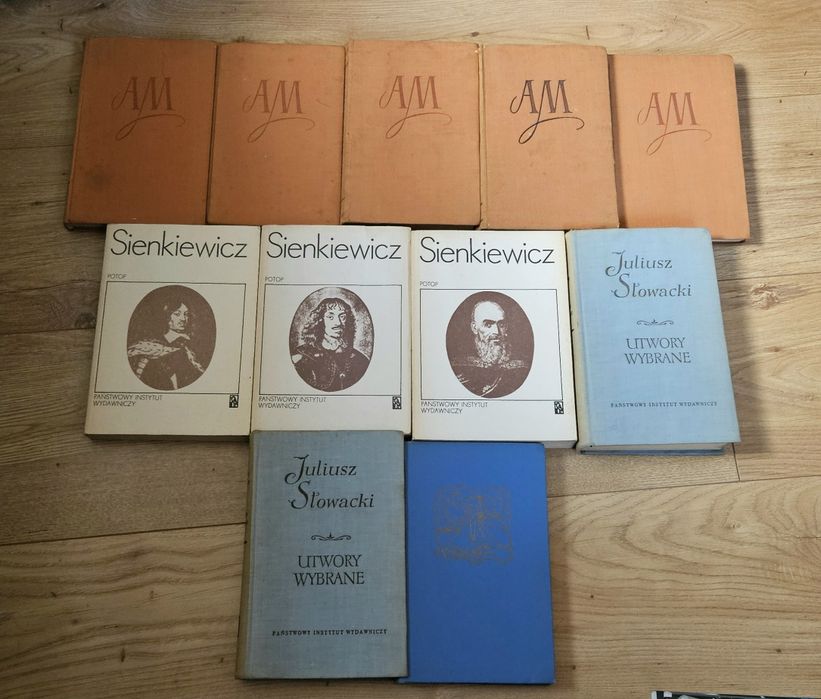 AM
AM
AM
AM
AM
Sienkiewicz
POTOP
PAŃSTWOWY INSTYTUT
WYDAWNICZY
Sienkiewicz
POTOP
PAŃSTWOWY INSTYTUT
WYDAWNICZY
Sienkiewicz
POTOP
PAŃSTWOWY INSTYTUT
WYDAWNICZY
Juliusz
Słowacki
UTWORY
WYBRANE
PAŃSTWOWY INSTYTUT WYDAWNICZY
Juliusz
Słowacki
UTWORY
WYBRANE
PAŃSTWOWY INSTYTUT WYDAWNICZY